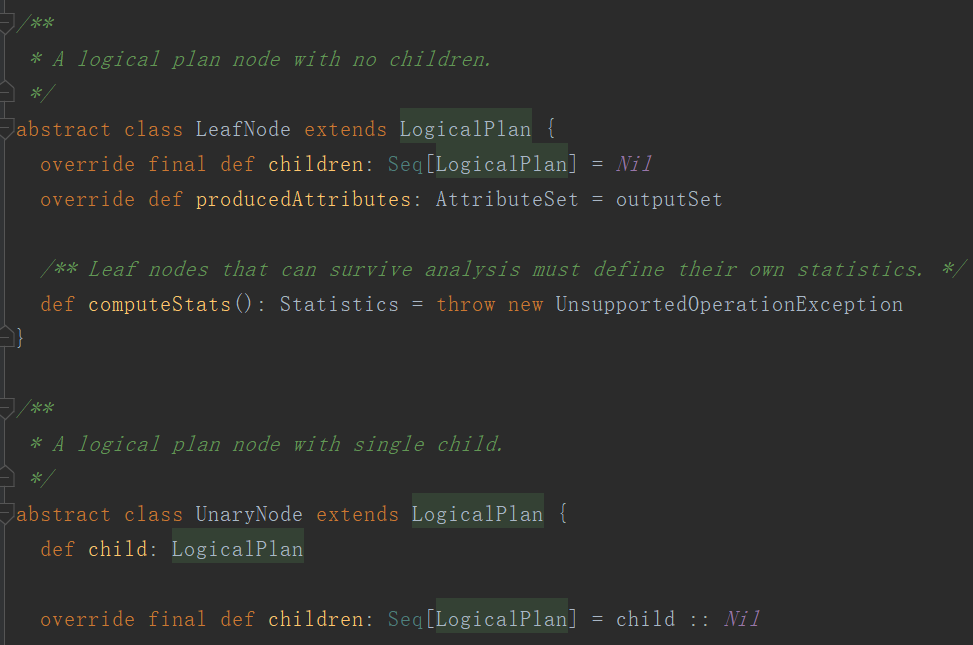 /**
 * A logical plan node with no children.
 */
abstract class LeafNode extends LogicalPlan {
  override final def children: Seq[LogicalPlan] = Nil
  override def producedAttributes: AttributeSet = outputSet
  /** Leaf nodes that can survive analysis must define their own statistics. */
  def computeStats(): Statistics = throw new UnsupportedOperationException
}
/**
 * A logical plan node with single child.
 */
abstract class UnaryNode extends LogicalPlan {
  def child: LogicalPlan
  override final def children: Seq[LogicalPlan] = child :: Nil